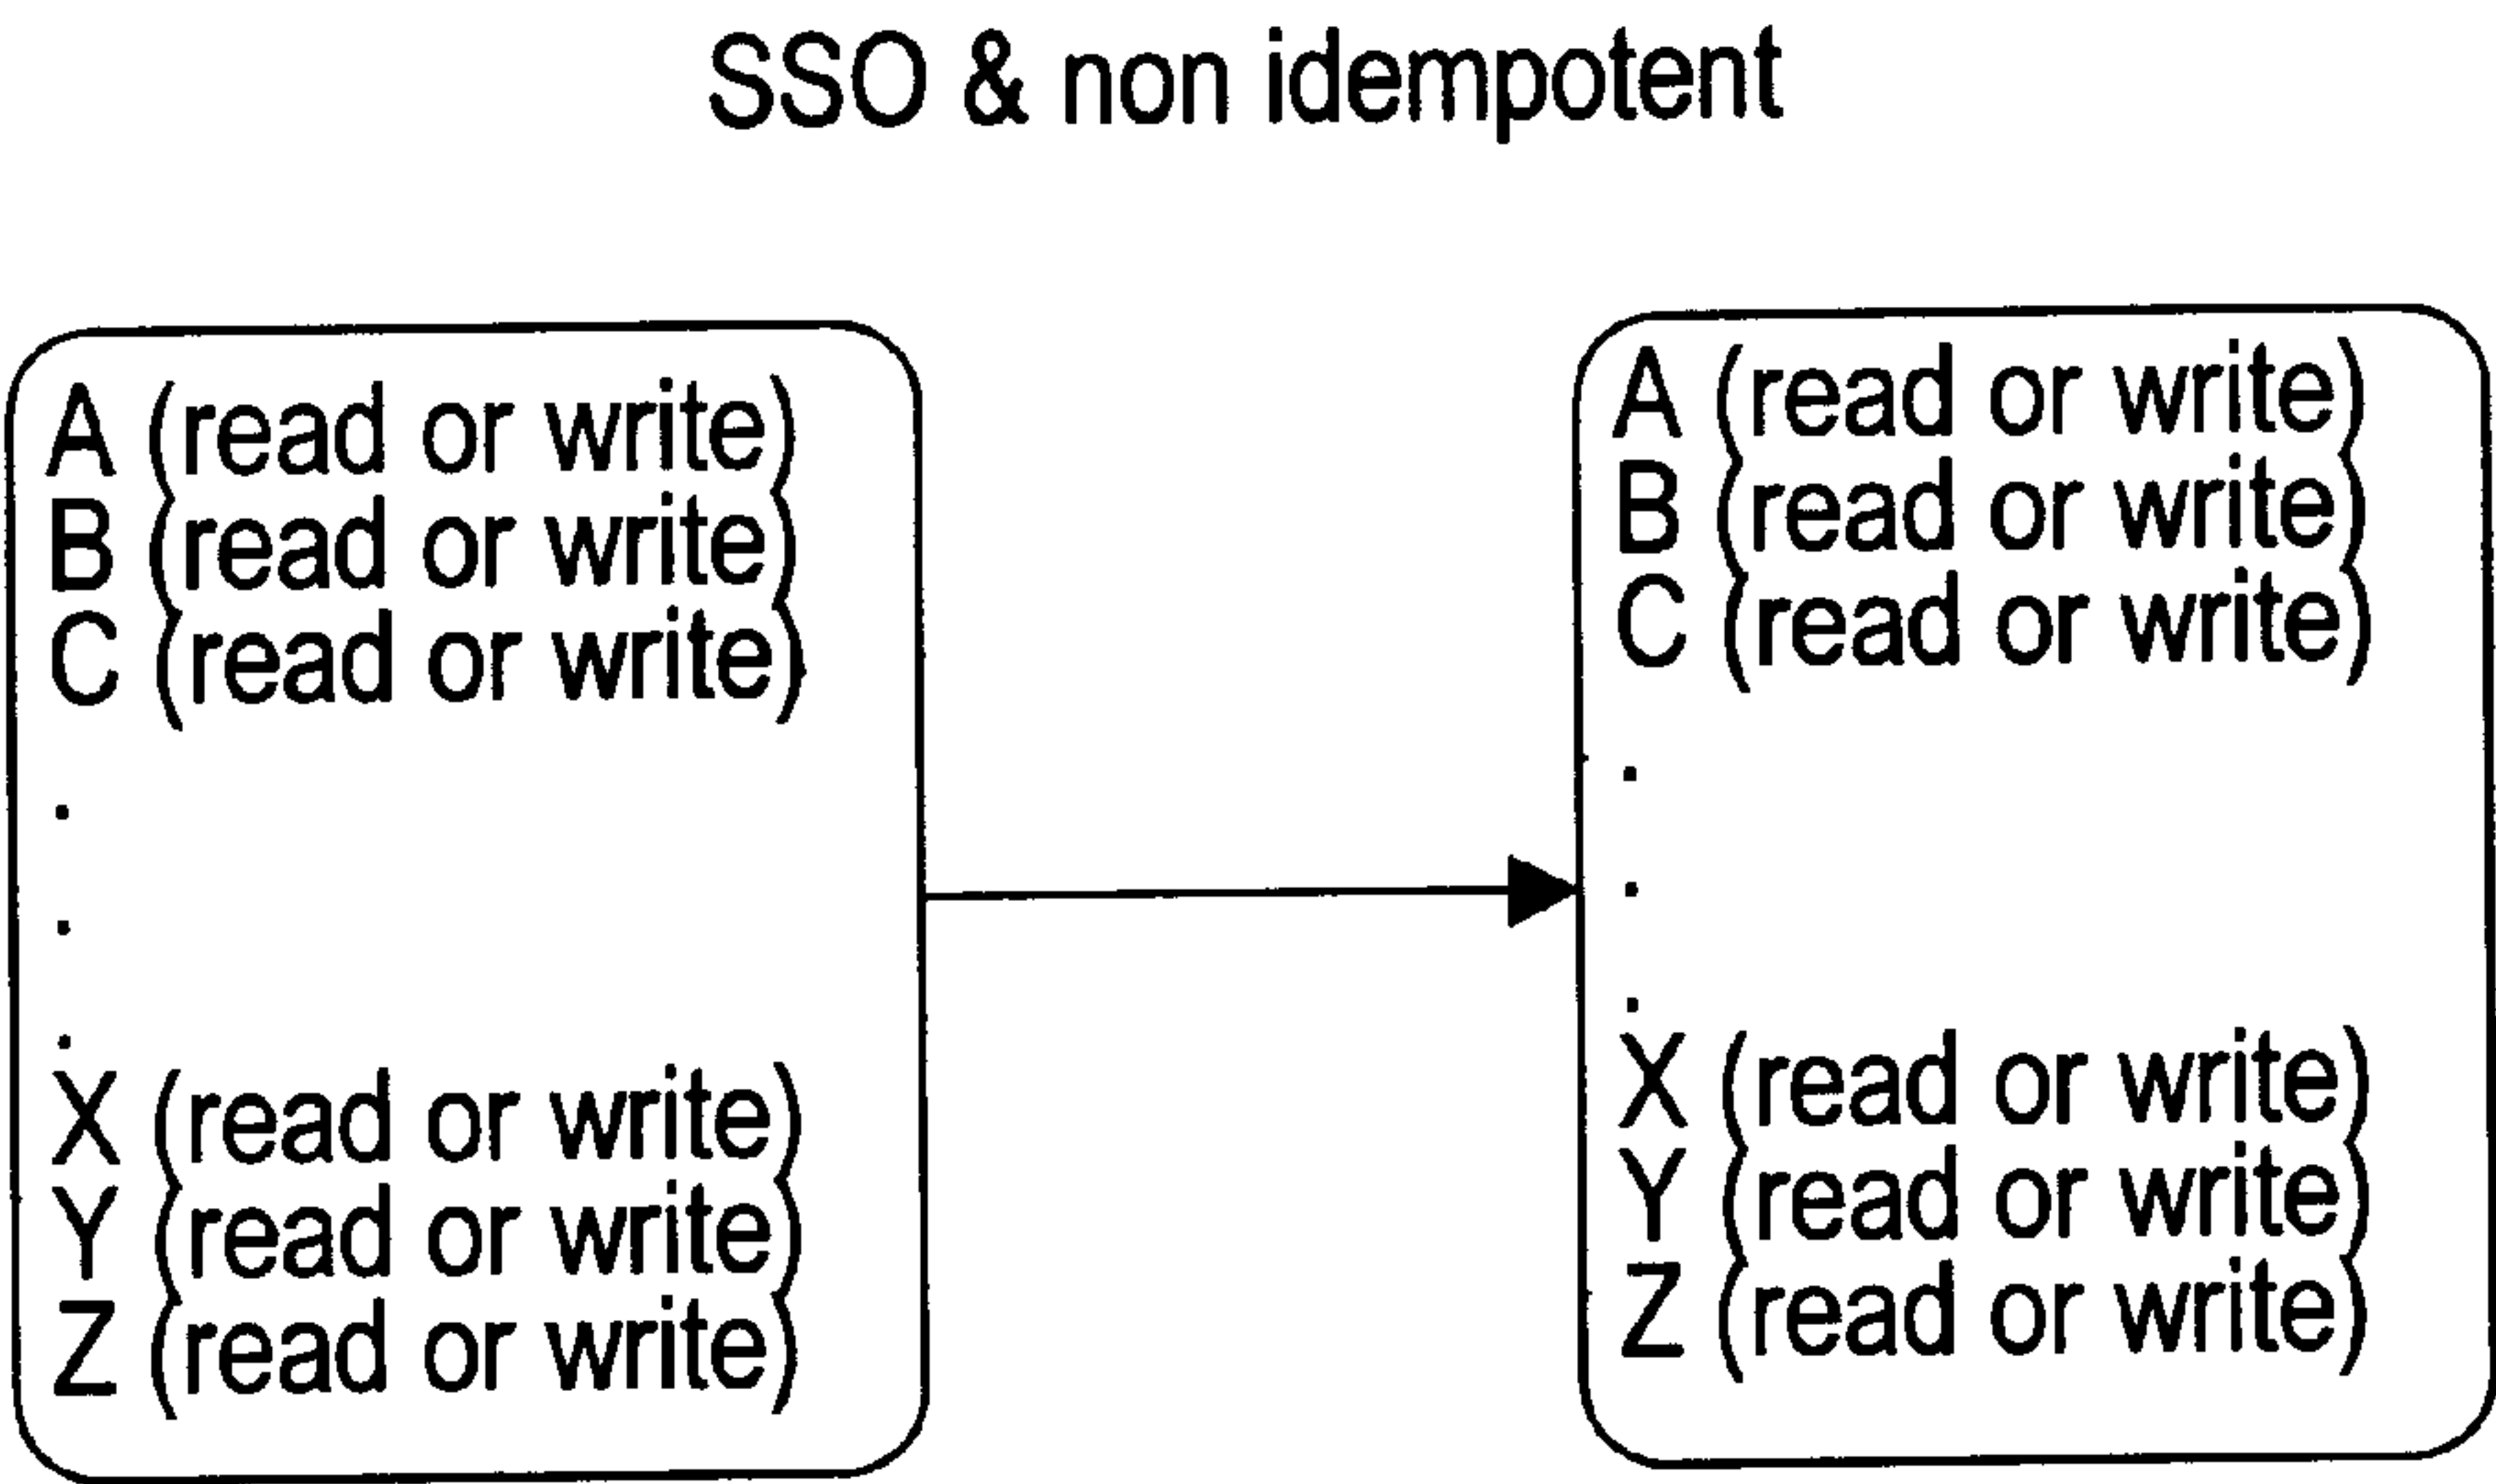 SSO & non idempotent
A (read or write)
B (read or write)
C (read or write)
.
.
.
X (read or write)
Y (read or write)
Z (read or write)
A (read or write)
B (read or write)
C (read or write)
.
.
.
X (read or write)
Y (read or write)
Z (read or write)